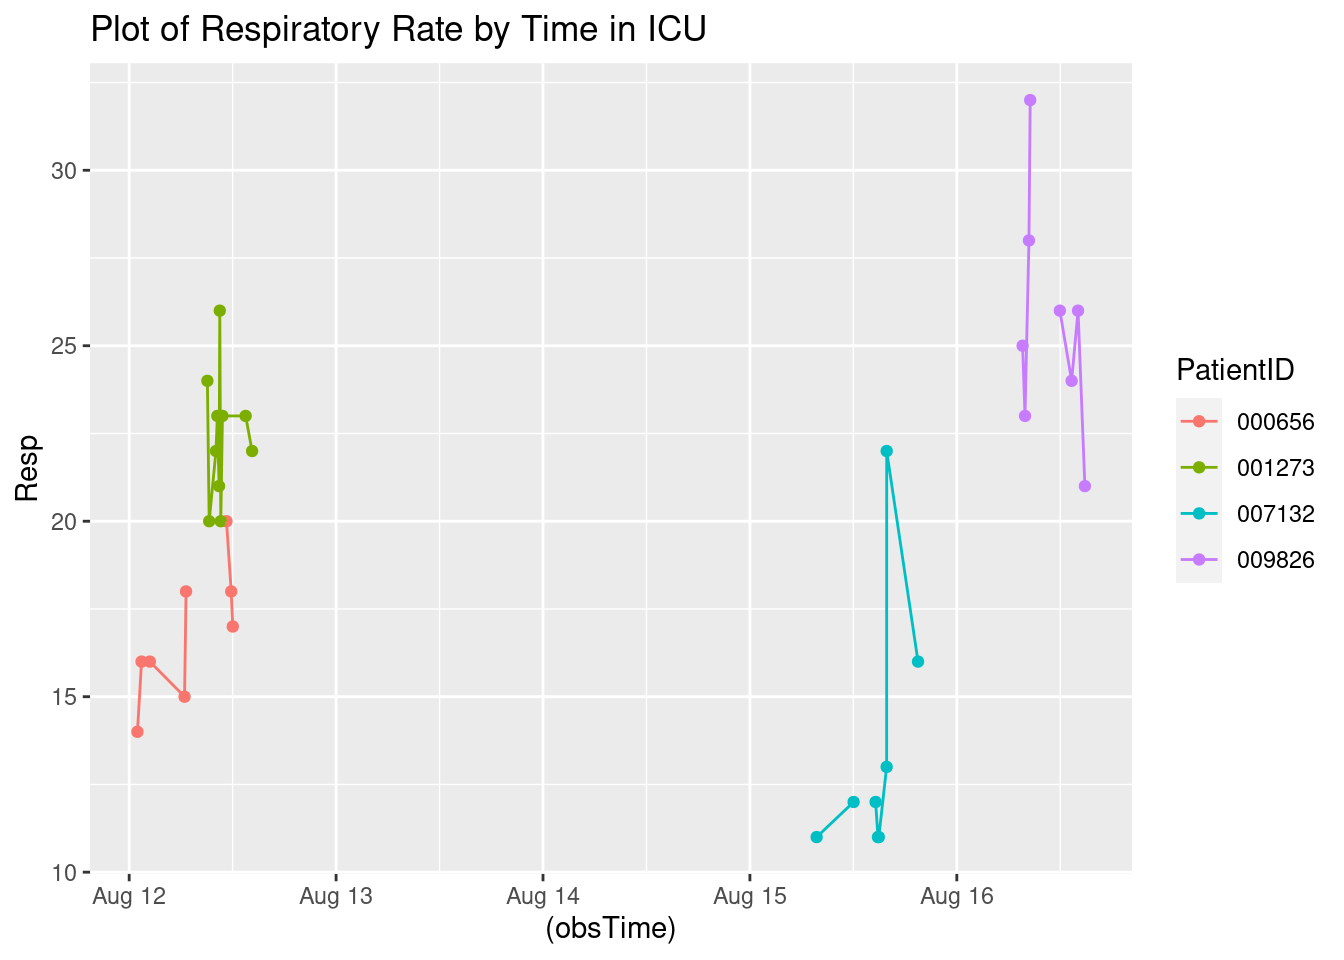 Plot of Respiratory Rate by Time in ICU
30
25
20
15
10
Resp
Aug 12 Aug 13 Aug 14 Aug 15 Aug 16
(obsTime)
PatientID
000656
001273
007132
009826